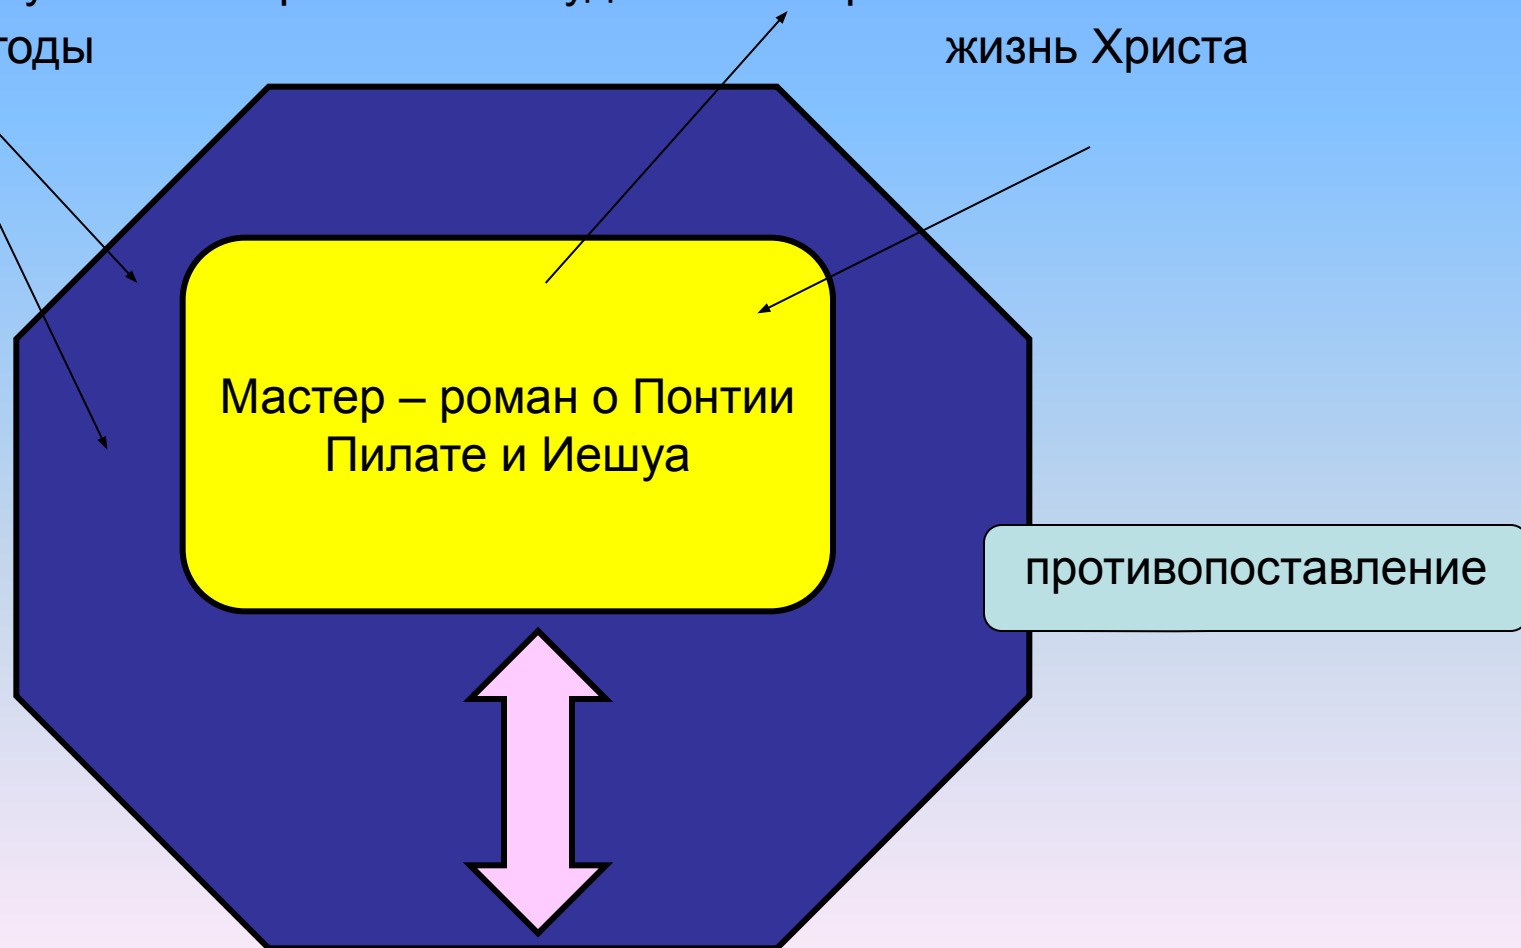 годы
жизнь Христа
Мастер – роман о Понтии
Пилате и Иешуа
противопоставление